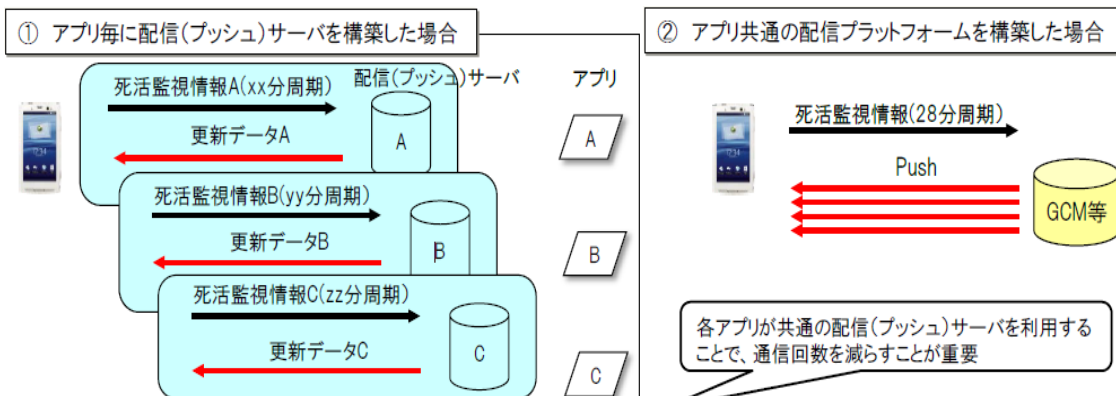 ① アプリ毎に配信(プッシュ)サーバを構築した場合
配信(プッシュ)サーバ
アプリ
死活監視情報A(xx分周期)
更新データA
A
A
死活監視情報B(yy分周期)
更新データB
B
B
死活監視情報C(zz分周期)
更新データC
C
C
② アプリ共通の配信プラットフォームを構築した場合
死活監視情報(28分周期)
Push
GCM等
各アプリが共通の配信(プッシュ)サーバを利用する
ことで、通信回数を減らすことが重要